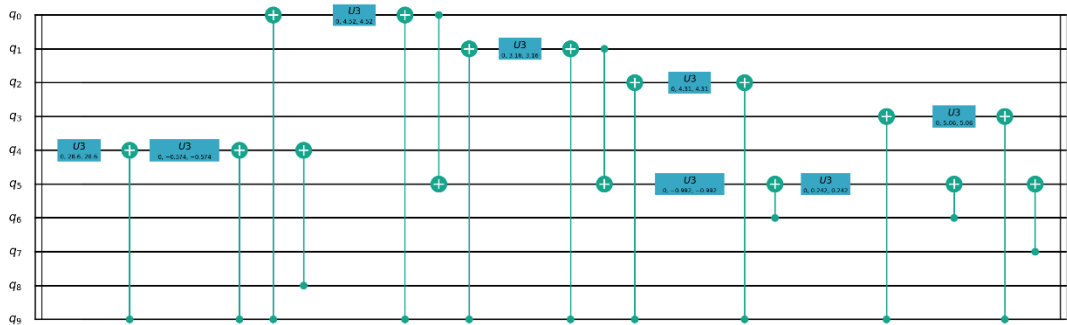 q0
U3
0, 4.52, 4.52
q1
U3
0, 3.16, 3.16
q2
U3
0, 4.31, 4.31
q3
U3
0, 5.06, 5.06
q4
U3
0, 28.6, 28.6
U3
0, −0.574, −0.574
q5
U3
0, −0.982, −0.982
U3
0, 0.242, 0.242
q6
q7
q8
q9